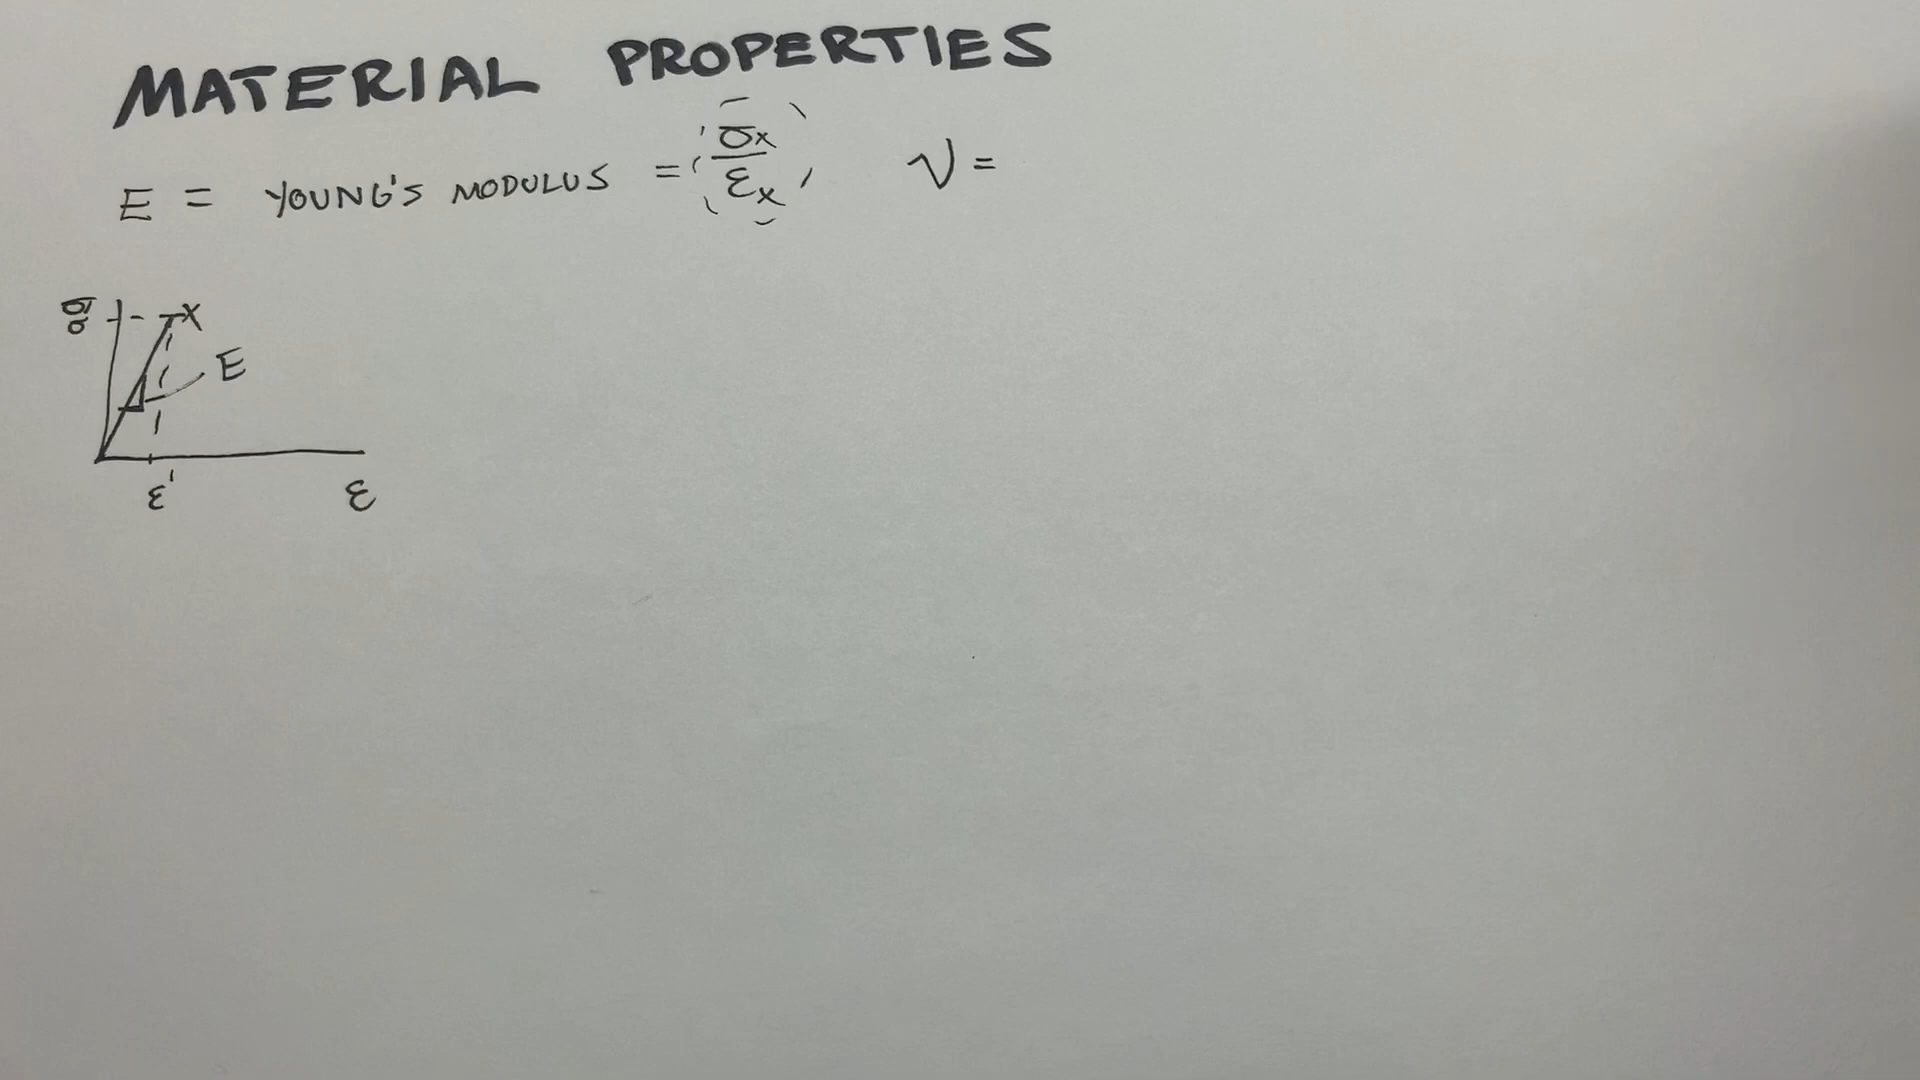 MATERIAL PROPERTIES
E = YOUNG'S MODULUS = σx / εx ν =
σ
σ x
E
ε' ε